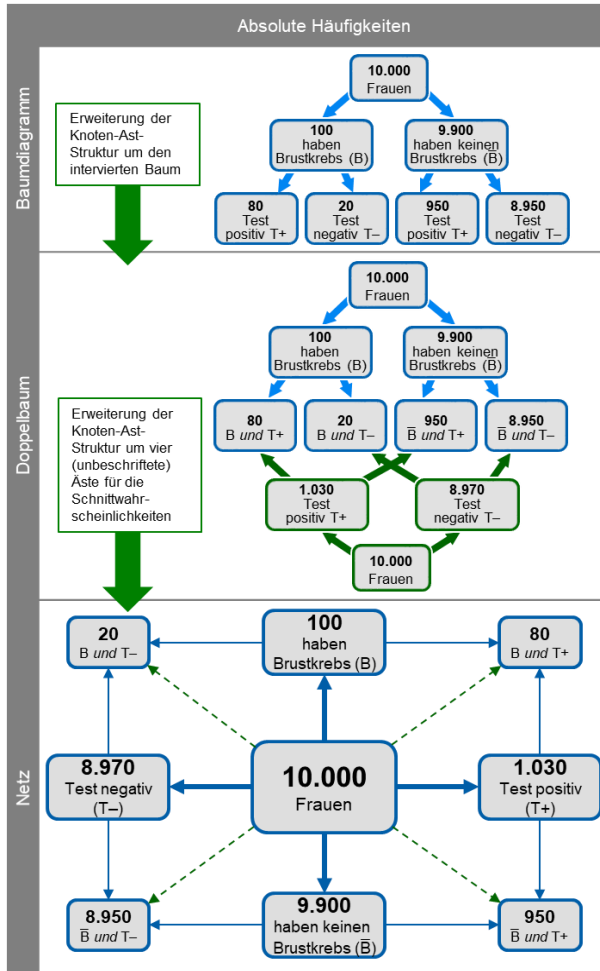 Absolute Häufigkeiten
Baumdiagramm
Erweiterung der
Knoten-Ast-
Struktur um den
intervierten Baum
10.000
Frauen
100
haben
Brustkrebs (B)
9.900
haben keinen
Brustkrebs (B̅)
80
Test
positiv T+
20
Test
negativ T–
950
Test
positiv T+
8.950
Test
negativ T–
Doppelbaum
Erweiterung der
Knoten-Ast-
Struktur um vier
(unbeschriftete)
Äste für die
Schnittwahr-
scheinlichkeiten
10.000
Frauen
100
haben
Brustkrebs (B)
9.900
haben keinen
Brustkrebs (B̅)
80
B und T+
20
B und T–
950
B̅ und T+
8.950
B̅ und T–
1.030
Test
positiv T+
8.970
Test
negativ T–
10.000
Frauen
Netz
20
B und T–
100
haben
Brustkrebs (B)
80
B und T+
8.970
Test negativ
(T–)
10.000
Frauen
1.030
Test positiv
(T+)
8.950
B̅ und T–
9.900
haben keinen
Brustkrebs (B̅)
950
B̅ und T+